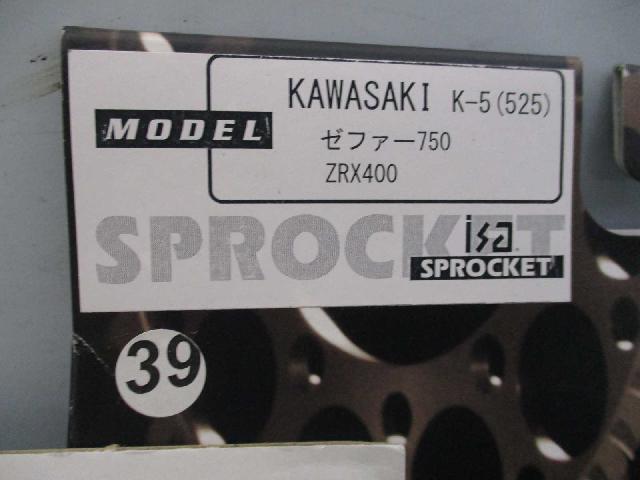 MODEL
KAWASAKI K-5(525)
ゼファー750
ZRX400
SPROCKET
isa
SPROCKET
39